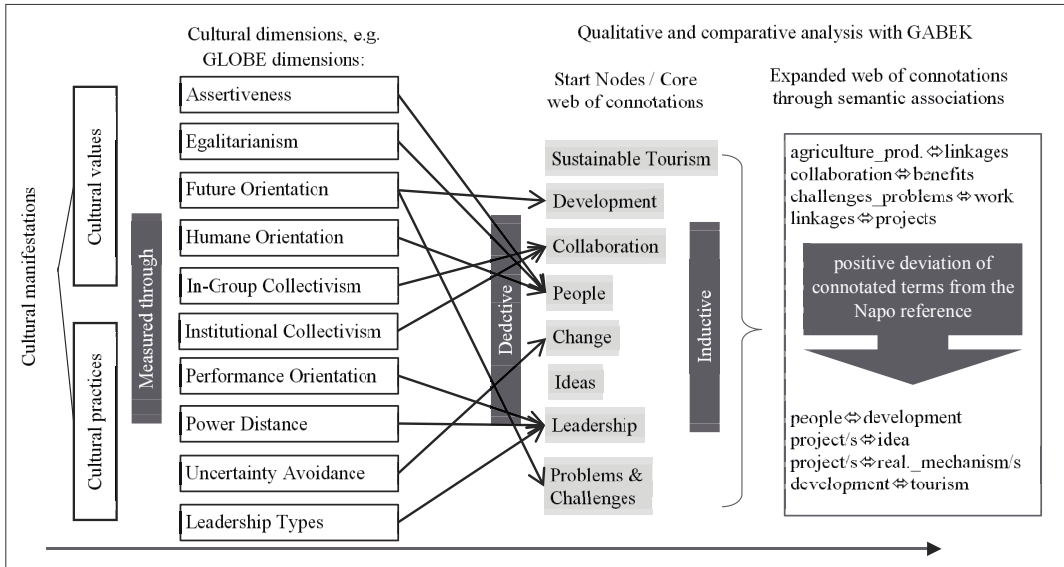 Cultural dimensions, e.g.
GLOBE dimensions:
Qualitative and comparative analysis with GABEK
Start Nodes / Core
web of connotations
Expanded web of connotations
through semantic associations
Cultural manifestations
Cultural values
Cultural practices
Measured through
Assertiveness
Egalitarianism
Future Orientation
Humane Orientation
In-Group Collectivism
Institutional Collectivism
Performance Orientation
Power Distance
Uncertainty Avoidance
Leadership Types
Dedctive
Sustainable Tourism
Development
Collaboration
People
Change
Ideas
Leadership
Problems &
Challenges
Inductive
agriculture_prod.⇔linkages
collaboration⇔benefits
challenges_problems⇔work
linkages⇔projects
positive deviation of
connotated terms from the
Napo reference
people⇔development
project/s⇔idea
project/s⇔real._mechanism/s
development⇔tourism